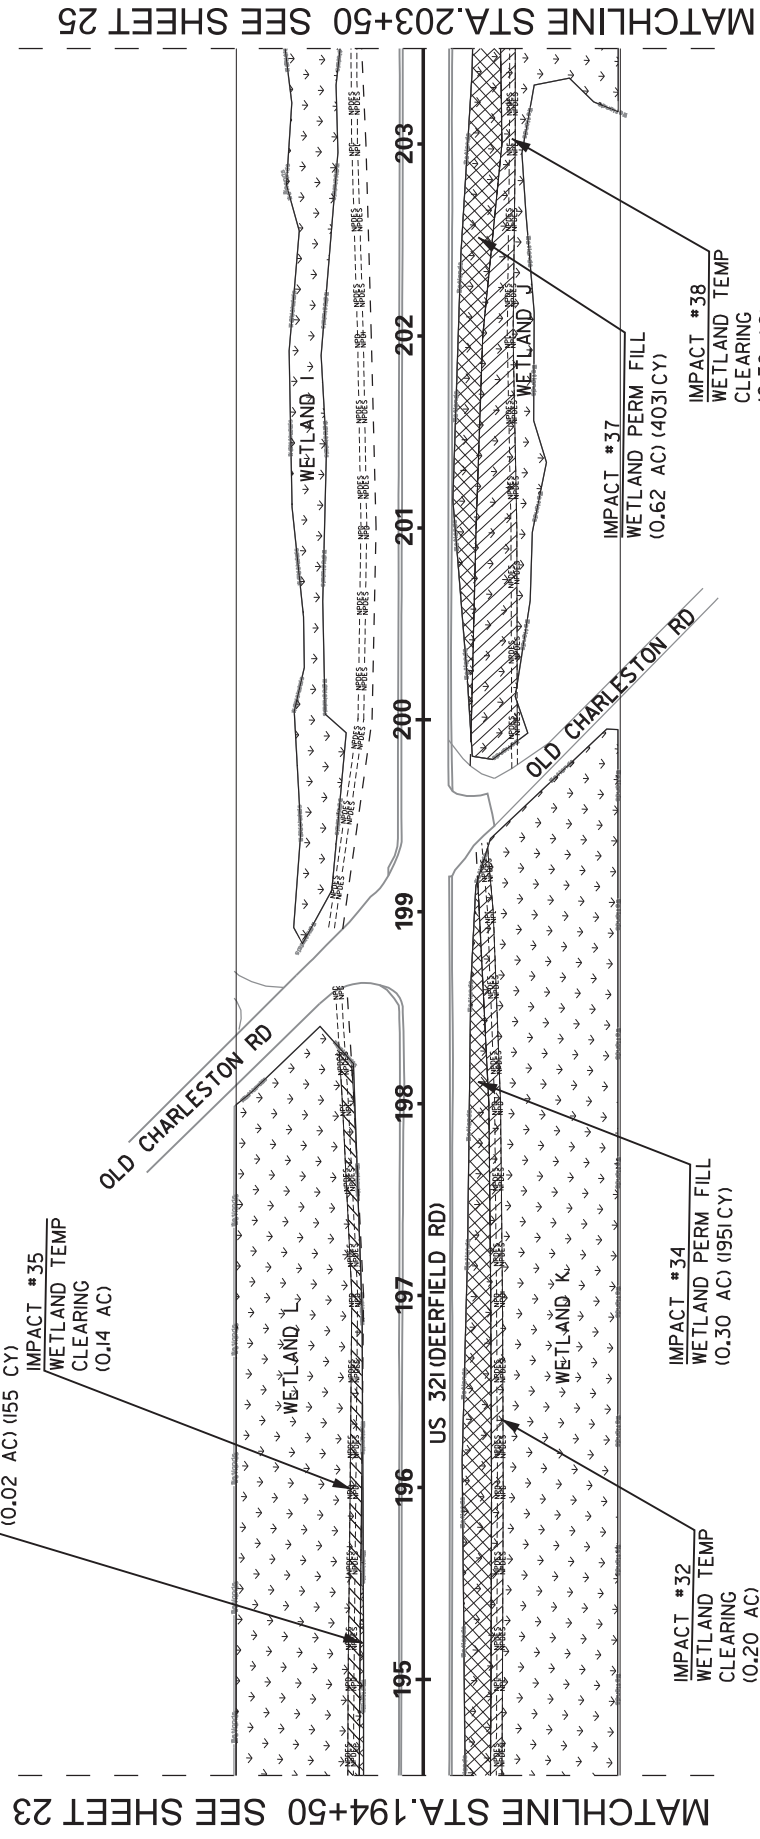 MATCHLINE STA.203+50  SEE SHEET 25
203
202
201
200
199
198
197
196
195
WETLAND I
WETLAND J
WETLAND L
WETLAND K
US 321 (DEERFIELD RD)
OLD CHARLESTON RD
OLD CHARLESTON RD
(0.02 AC) (155 CY)
IMPACT #35
WETLAND TEMP
CLEARING
(0.14 AC)
IMPACT #38
WETLAND TEMP
CLEARING
IMPACT #37
WETLAND PERM FILL
(0.62 AC) (4031 CY)
IMPACT #34
WETLAND PERM FILL
(0.30 AC) (1951 CY)
IMPACT #32
WETLAND TEMP
CLEARING
(0.20 AC)
NPDES
MATCHLINE STA.194+50  SEE SHEET 23